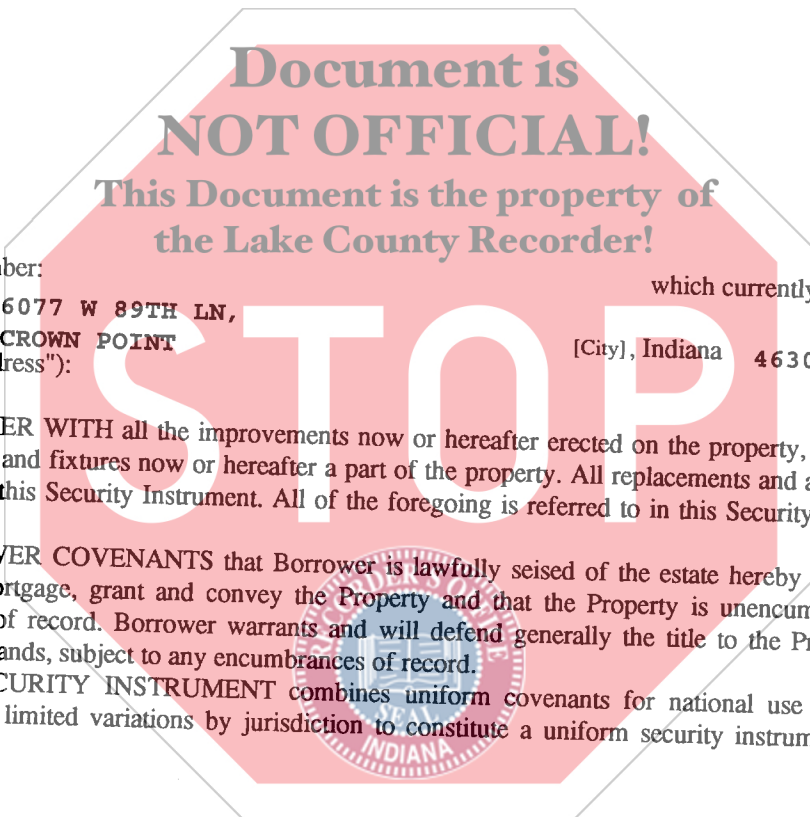 Document is
NOT OFFICIAL!
This Document is the property of
the Lake County Recorder!
ber:
which currently
6077 W 89TH LN,
CROWN POINT
[City], Indiana 4630
ress"):
STOP
ER WITH all the improvements now or hereafter erected on the property,
and fixtures now or hereafter a part of the property. All replacements and a
this Security Instrument. All of the foregoing is referred to in this Security
VER COVENANTS that Borrower is lawfully seised of the estate hereby
ortgage, grant and convey the Property and that the Property is unencum
of record. Borrower warrants and will defend generally the title to the Pr
ands, subject to any encumbrances of record.
CURITY INSTRUMENT combines uniform covenants for national use
limited variations by jurisdiction to constitute a uniform security instrum
RECORDER'S OFFICE
SEAL
INDIANA